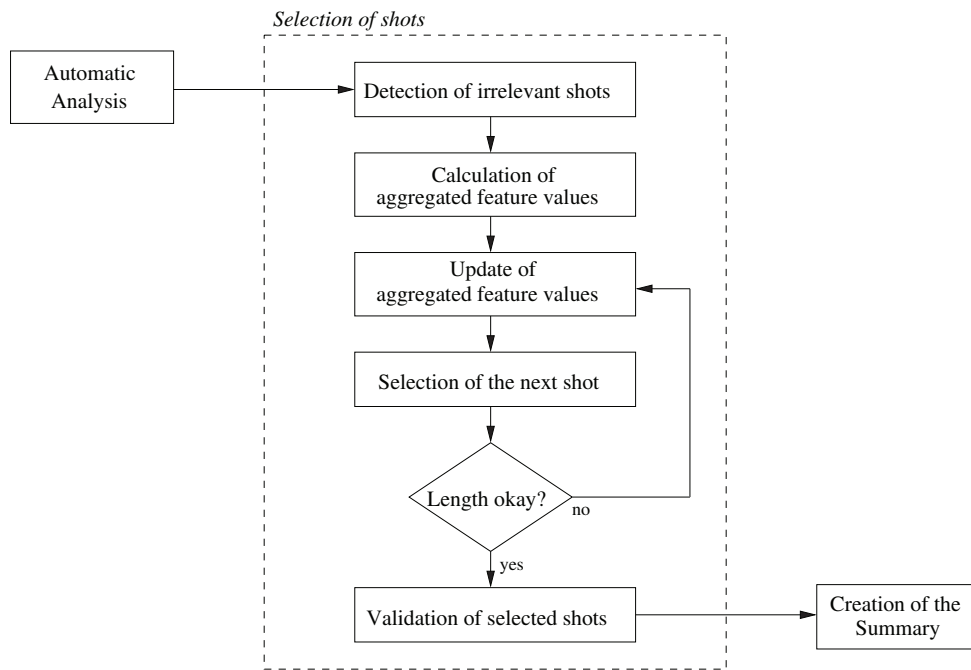 Selection of shots
Automatic
Analysis
Detection of irrelevant shots
Calculation of
aggregated feature values
Update of
aggregated feature values
Selection of the next shot
Length okay?
no
yes
Validation of selected shots
Creation of the
Summary